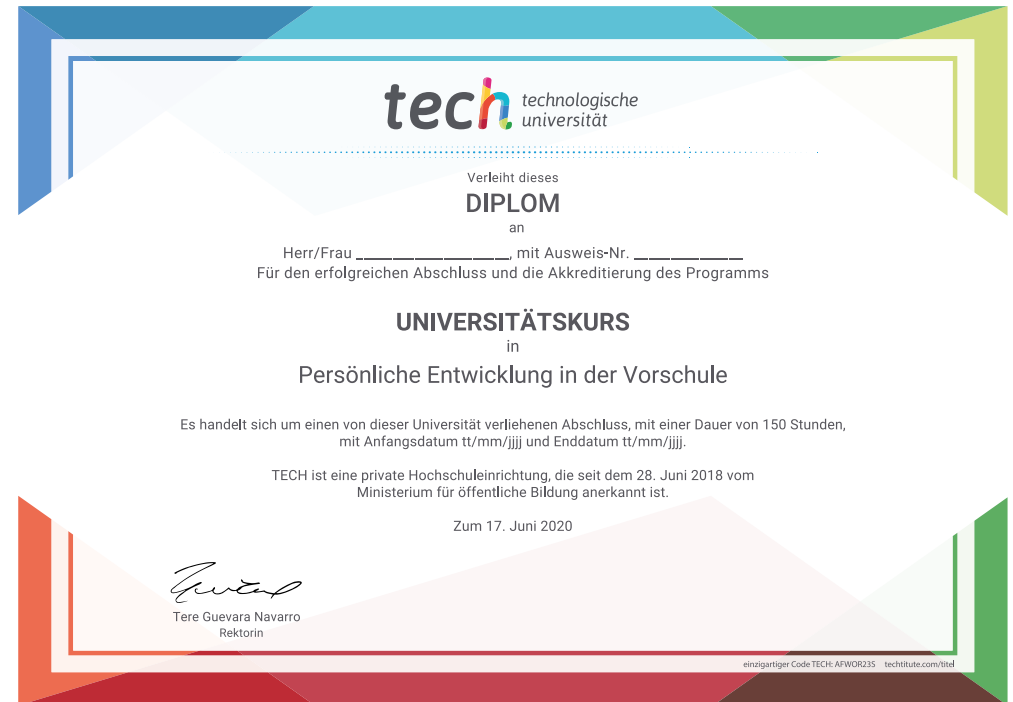 tech technologische
universität
Verleiht dieses
DIPLOM
an
Herr/Frau ____________________, mit Ausweis-Nr. ______________
Für den erfolgreichen Abschluss und die Akkreditierung des Programms
UNIVERSITÄTSKURS
in
Persönliche Entwicklung in der Vorschule
Es handelt sich um einen von dieser Universität verliehenen Abschluss, mit einer Dauer von 150 Stunden,
mit Anfangsdatum tt/mm/jjjj und Enddatum tt/mm/jjjj.
TECH ist eine private Hochschuleinrichtung, die seit dem 28. Juni 2018 vom
Ministerium für öffentliche Bildung anerkannt ist.
Zum 17. Juni 2020
Tere Guevara Navarro
Rektorin
einzigartiger Code TECH: AFWOR23S techtitute.com/titel